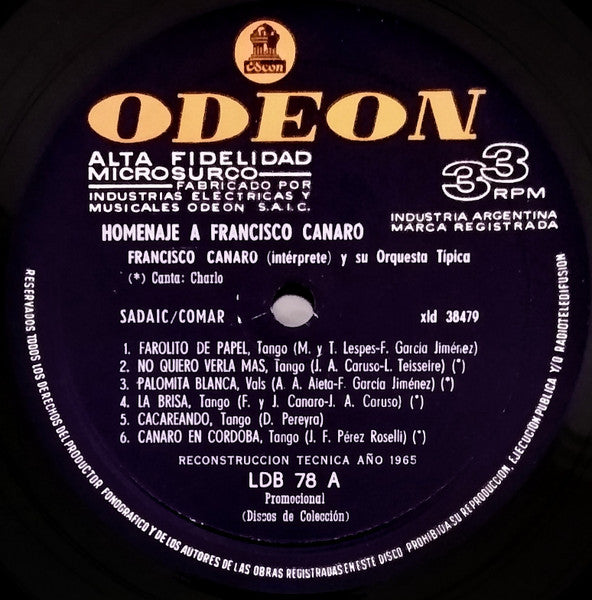 Odeon
ODEON
ALTA FIDELIDAD
MICROSURCO
FABRICADO POR
INDUSTRIAS ELECTRICAS Y
MUSICALES ODEON S.A.I.C.
33
RPM
INDUSTRIA ARGENTINA
MARCA REGISTRADA
HOMENAJE A FRANCISCO CANARO
FRANCISCO CANARO (intérprete) y su Orquesta Típica
(*) Canta: Charlo
SADAIC/COMAR
xld 38479
1. FAROLITO DE PAPEL, Tango (M. y T. Lespes-F. García Jiménez)
2. NO QUIERO VERLA MAS, Tango (J. A. Caruso-L. Teisseire) (*)
3. PALOMITA BLANCA, Vals (A. A. Aieta-F. García Jiménez) (*)
4. LA BRISA, Tango (F. y J. Canaro-J. A. Caruso) (*)
5. CACAREANDO, Tango (D. Pereyra)
6. CANARO EN CORDOBA, Tango (J. F. Pérez Roselli) (*)
RECONSTRUCCION TECNICA AÑO 1965
LDB 78 A
Promocional
(Discos de Colección)
RESERVADOS TODOS LOS DERECHOS DEL PRODUCTOR FONOGRAFICO Y DE LOS AUTORES DE LAS OBRAS REGISTRADAS EN ESTE DISCO PROHIBIDA SU REPRODUCCION, EJECUCION PUBLICA Y/O RADIOTELEDIFUSION